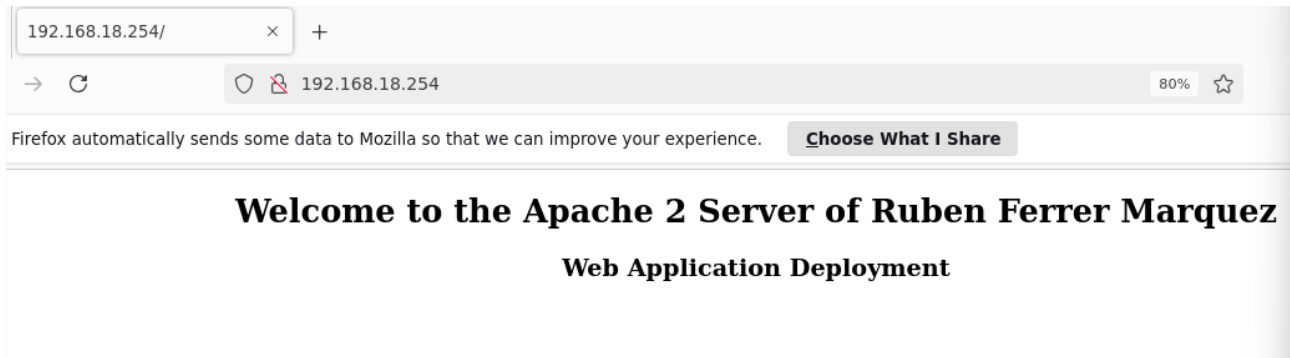 192.168.18.254/
192.168.18.254
80%
Firefox automatically sends some data to Mozilla so that we can improve your experience. Choose What I Share
Welcome to the Apache 2 Server of Ruben Ferrer Marquez
Web Application Deployment